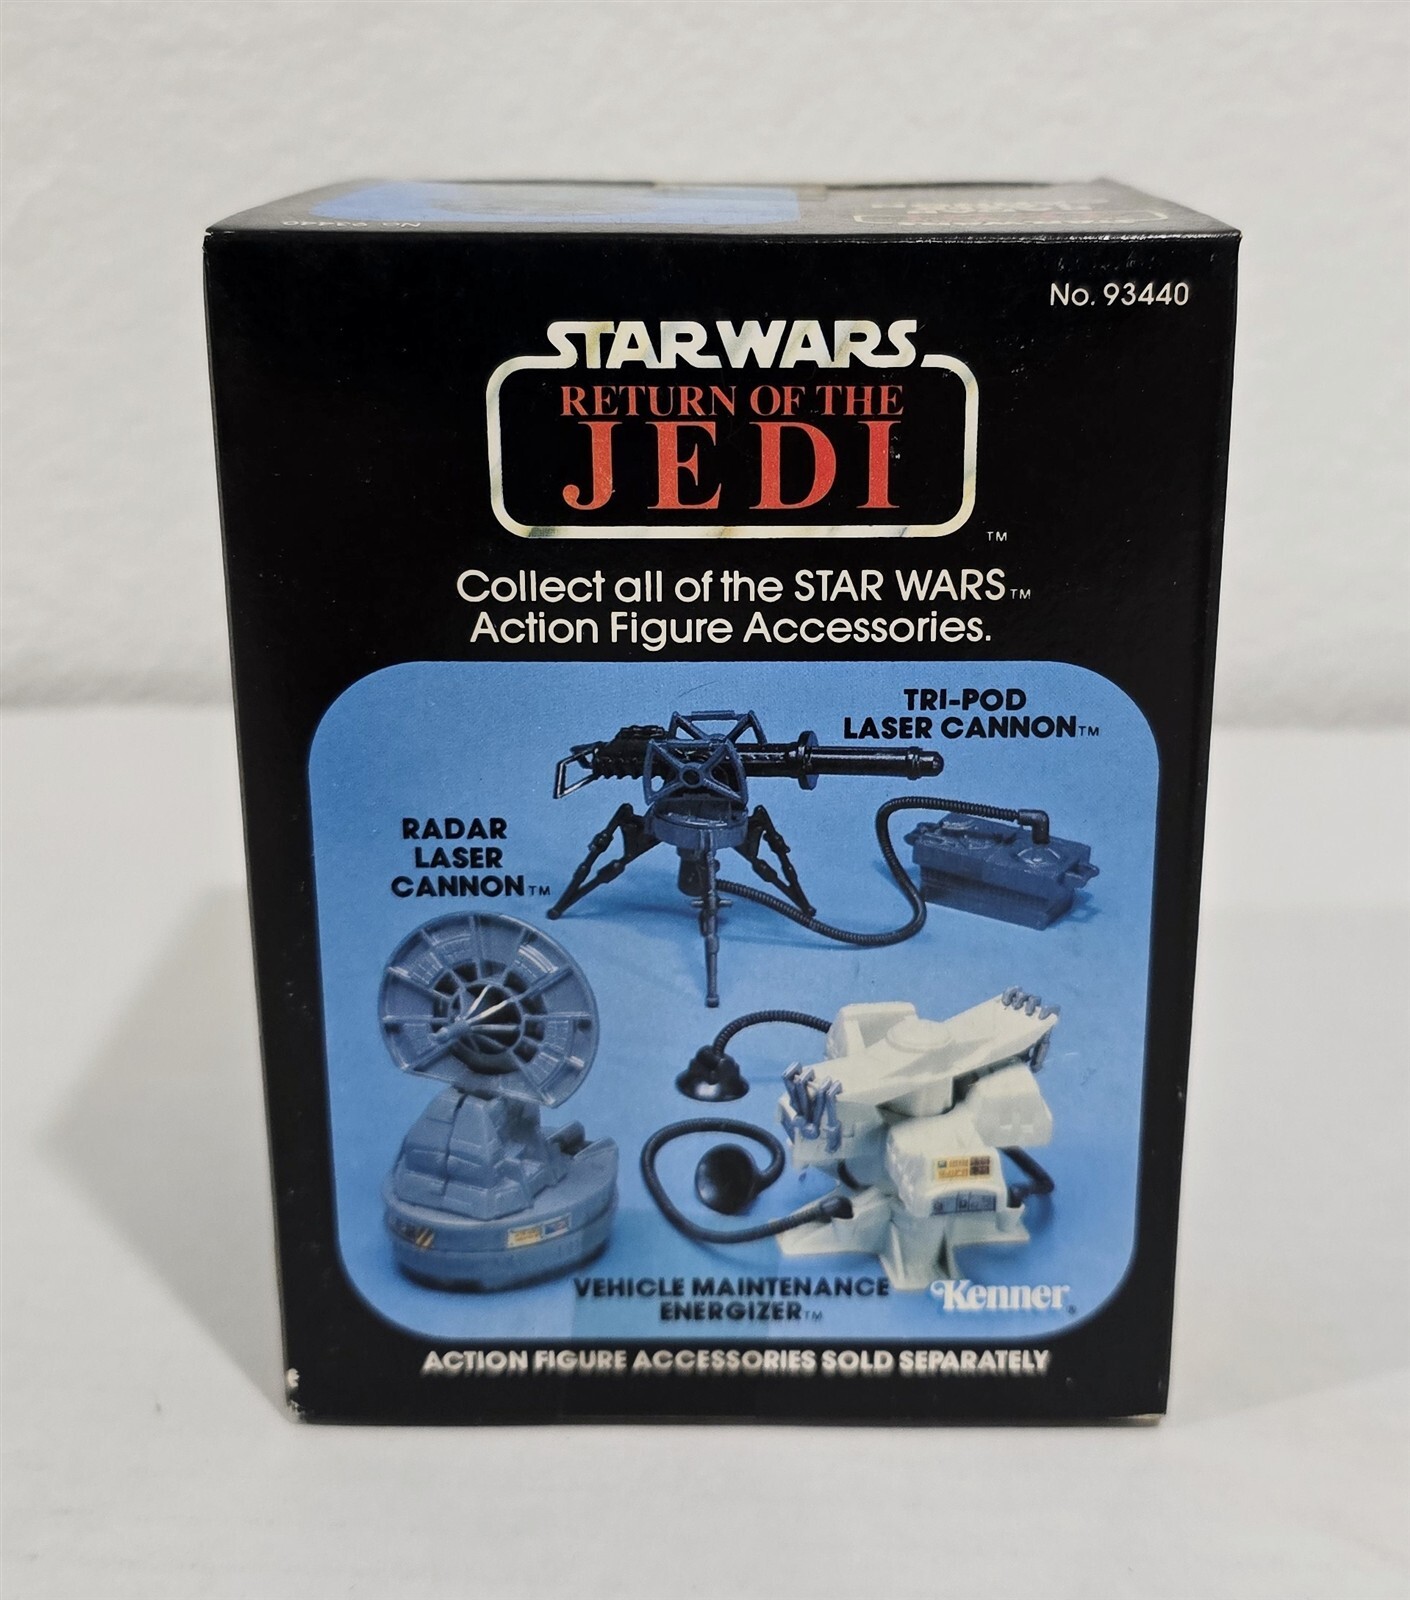 No. 93440
No. 93440
STAR WARS
RETURN OF THE
JEDI
TM
Collect all of the STAR WARS TM
Action Figure Accessories.
TRI-POD
LASER CANNON TM
RADAR
LASER
CANNON TM
VEHICLE MAINTENANCE
ENERGIZER TM
Kenner®
ACTION FIGURE ACCESSORIES SOLD SEPARATELY